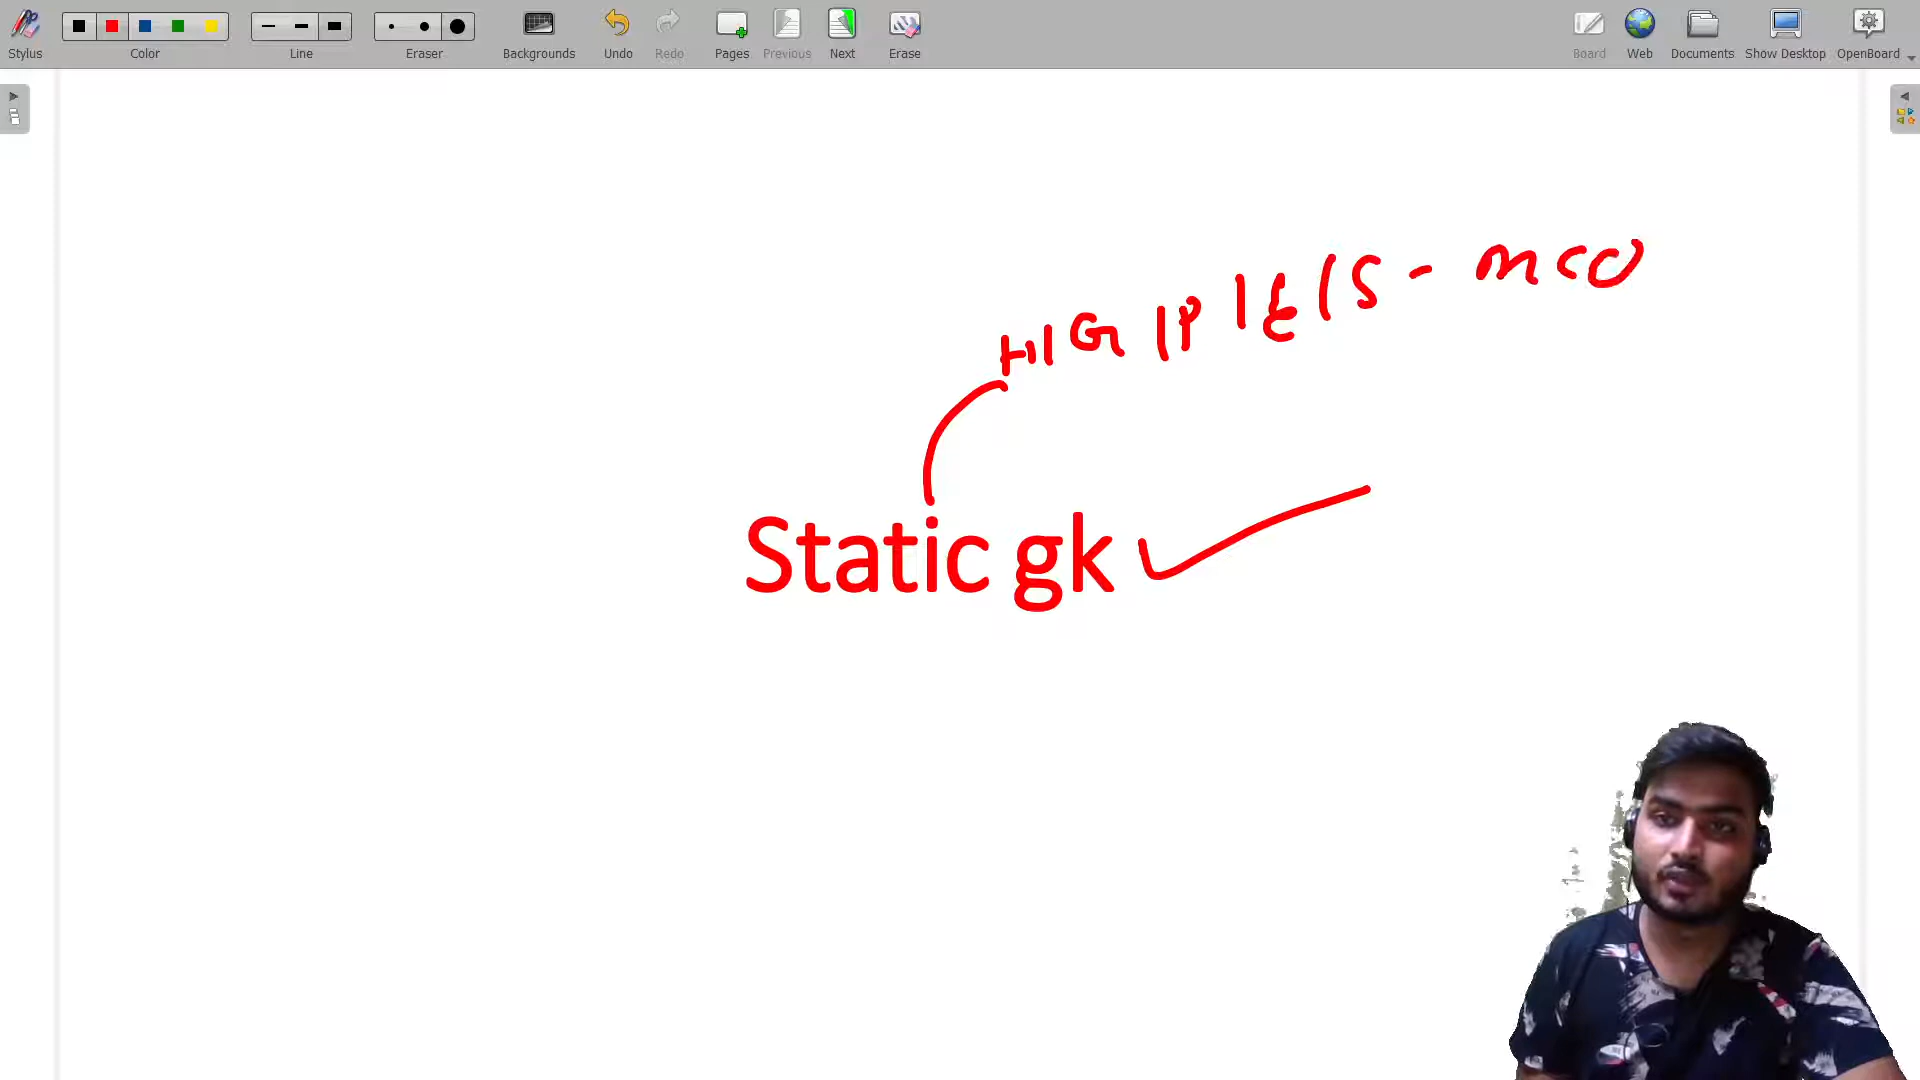 Stylus Color Line Eraser Backgrounds Undo Redo Pages Previous Next Erase Board Web Documents Show Desktop OpenBoard
H/G/P/E/S - MCQ
Static gk